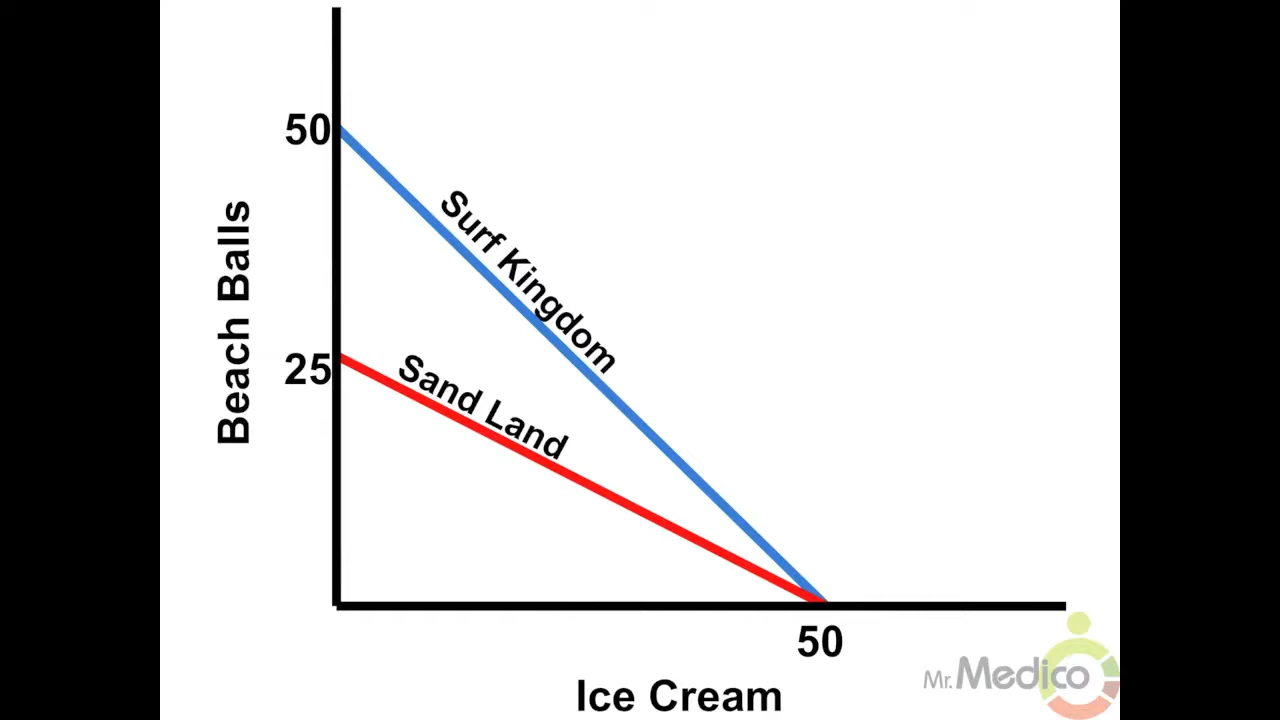 50
Surf Kingdom
Beach Balls
25
Sand Land
50
Ice Cream
Mr. Medico